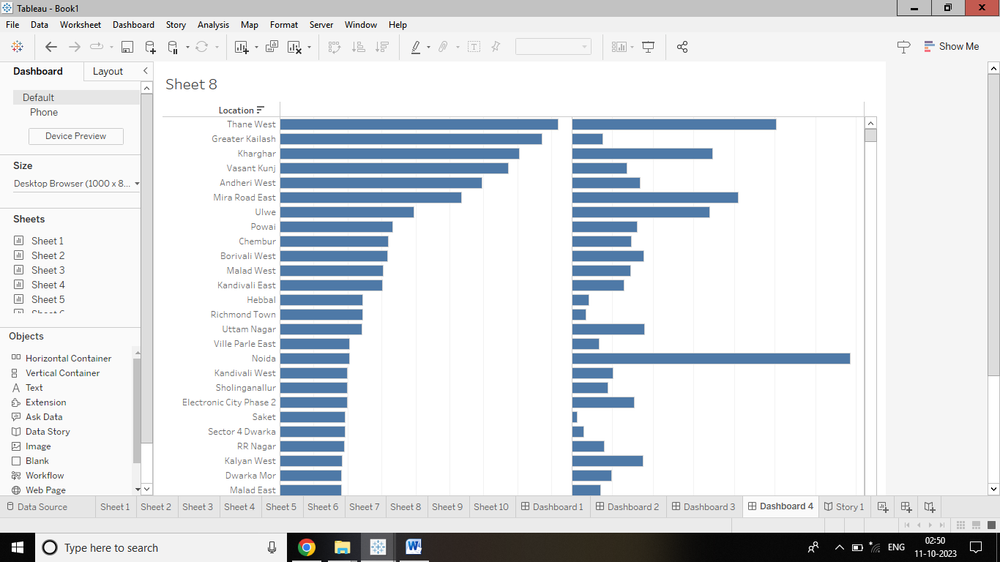 Tableau - Book1
File Data Worksheet Dashboard Story Analysis Map Format Server Window Help
Show Me
Dashboard Layout
Default
Phone
Device Preview
Size
Desktop Browser (1000 x 8...
Sheets
Sheet 1
Sheet 2
Sheet 3
Sheet 4
Sheet 5
Objects
Horizontal Container
Vertical Container
Text
Extension
Ask Data
Data Story
Image
Blank
Workflow
Web Page
Sheet 8
Location
Thane West
Greater Kailash
Kharghar
Vasant Kunj
Andheri West
Mira Road East
Ulwe
Powai
Chembur
Borivali West
Malad West
Kandivali East
Hebbal
Richmond Town
Uttam Nagar
Ville Parle East
Noida
Kandivali West
Sholinganallur
Electronic City Phase 2
Saket
Sector 4 Dwarka
RR Nagar
Kalyan West
Dwarka Mor
Malad East
Data Source Sheet 1 Sheet 2 Sheet 3 Sheet 4 Sheet 5 Sheet 6 Sheet 7 Sheet 8 Sheet 9 Sheet 10 Dashboard 1 Dashboard 2 Dashboard 3 Dashboard 4 Story 1
Type here to search
ENG
02:50
11-10-2023